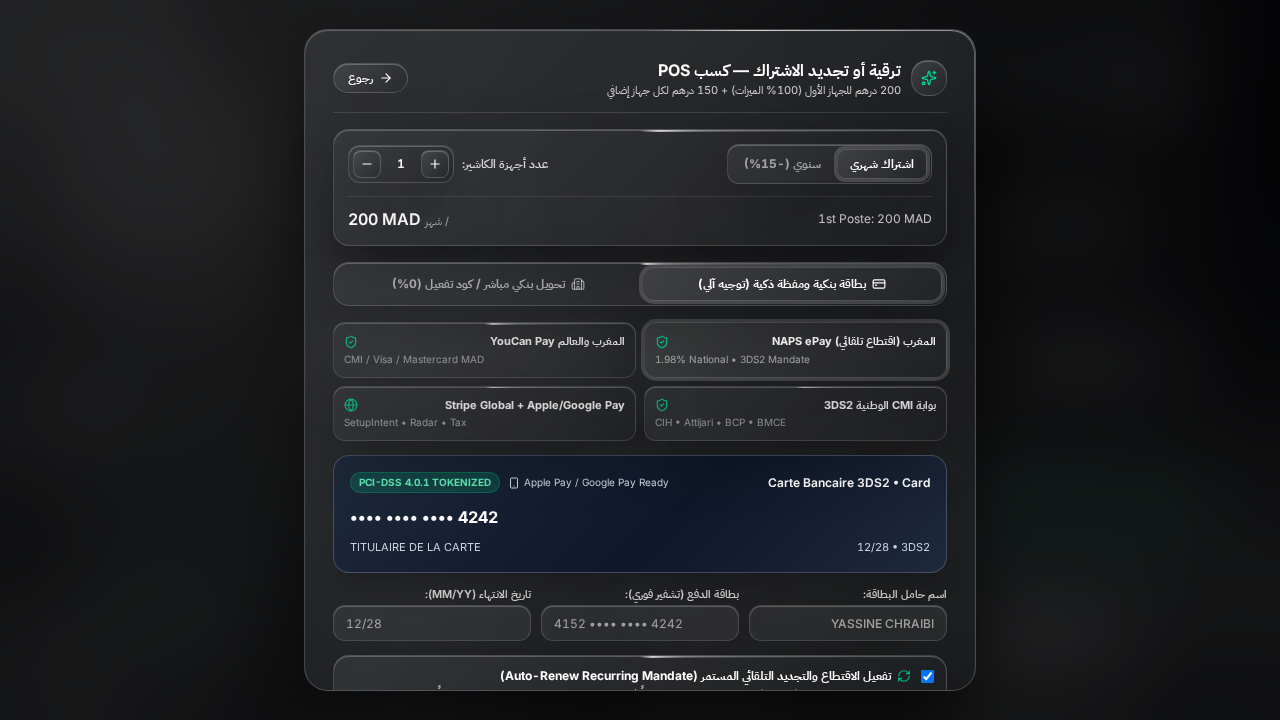 ترقية أو تجديد الاشتراك — كسب POS
200 درهم للجهاز الأول (100% الميزات) + 150 درهم لكل جهاز إضافي
رجوع
اشتراك شهري
سنوي (-15%)
عدد أجهزة الكاشير:
+ 1 −
1st Poste: 200 MAD
200 MAD / شهر
بطاقة بنكية ومفظة ذكية (توجيه آلي)
تحويل بنكي مباشر / كود تفعيل (0%)
المغرب (اقتطاع تلقائي) NAPS ePay
1.98% National • 3DS2 Mandate
المغرب والعالم YouCan Pay
CMI / Visa / Mastercard MAD
بوابة CMI الوطنية 3DS2
CIH • Attijari • BCP • BMCE
Stripe Global + Apple/Google Pay
SetupIntent • Radar • Tax
Carte Bancaire 3DS2 • Card
PCI-DSS 4.0.1 TOKENIZED
Apple Pay / Google Pay Ready
•••• •••• •••• 4242
TITULAIRE DE LA CARTE
12/28 • 3DS2
اسم حامل البطاقة:
بطاقة الدفع (تشفير فوري):
تاريخ الانتهاء (MM/YY):
YASSINE CHRAIBI
4152 •••• •••• 4242
12/28
تفعيل الاقتطاع والتجديد التلقائي المستمر (Auto-Renew Recurring Mandate)